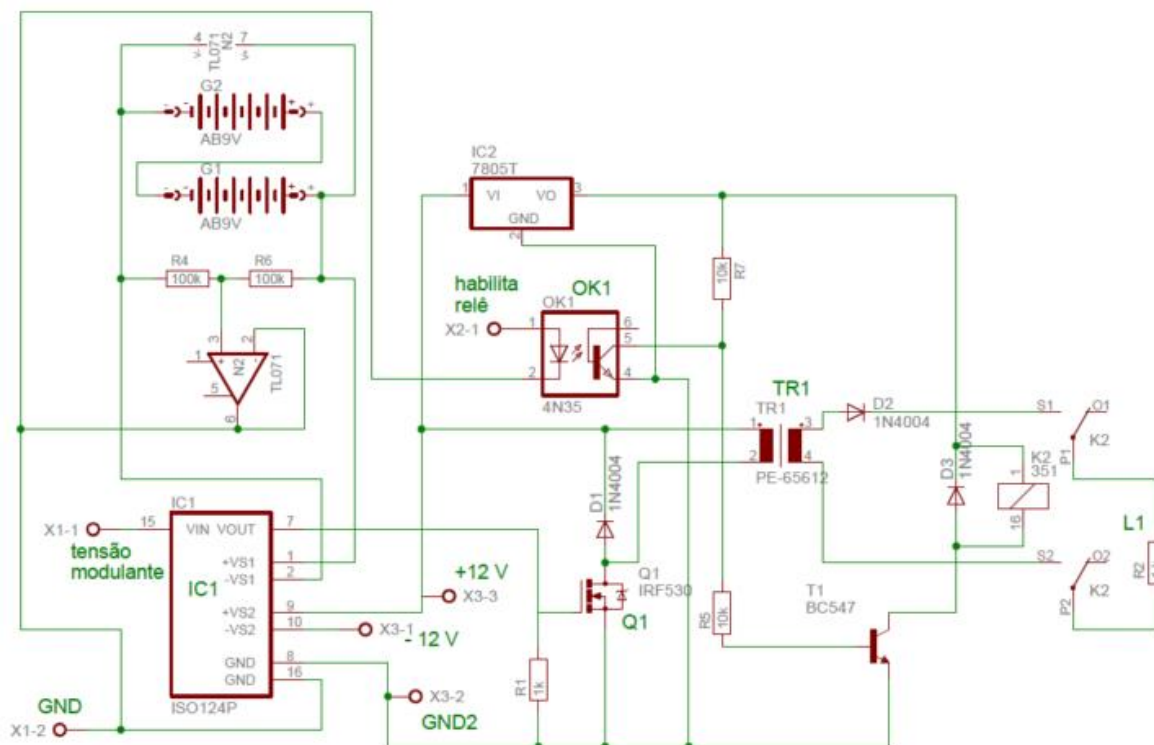 4
7
TL071
N2
G2
AB9V
G1
AB9V
R4
100k
R6
100k
3
2
1
5
N2
6
TL071
IC2
7805T
1
VI
VO
3
GND
2
10k
R7
habilita
relê
OK1
OK1
X2-1
1
2
6
5
4
4N35
TR1
TR1
1
2
3
4
PE-65612
D2
1N4004
D1
1N4004
D3
1N4004
K2
351
1
16
S1
O1
P1
K2
S2
O2
P2
K2
L1
R2
IC1
X1-1
15
tensão
modulante
VIN
VOUT
7
+VS1
1
-VS1
2
IC1
+VS2
9
-VS2
10
GND
8
GND
16
ISO124P
+12 V
X3-3
X3-1
- 12 V
X3-2
GND2
GND
X1-2
R1
1k
Q1
IRF530
Q1
R5
10k
T1
BC547